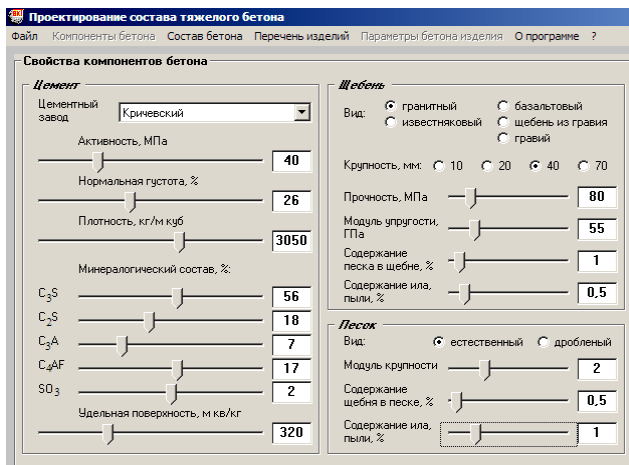 ВКГ Проектирование состава тяжелого бетона
Файл Компоненты бетона Состав бетона Перечень изделий Параметры бетона изделия О программе ?
Свойства компонентов бетона
Цемент
Цементный завод Кричевский
Активность, МПа
40
Нормальная густота, %
26
Плотность, кг/м куб
3050
Минералогический состав, %:
C3S 56
C2S 18
C3A 7
C4AF 17
SO3 2
Удельная поверхность, м кв/кг
320
Щебень
Вид: гранитный базальтовый
известняковый щебень из гравия
гравий
Крупность, мм: 10 20 40 70
Прочность, МПа 80
Модуль упругости, ГПа 55
Содержание песка в щебне, % 1
Содержание ила, пыли, % 0,5
Песок
Вид: естественный дробленый
Модуль крупности 2
Содержание щебня в песке, % 0,5
Содержание ила, пыли, % 1